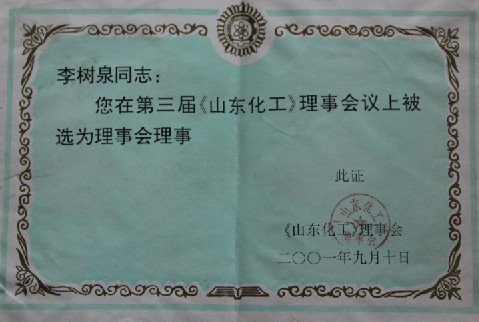 李树泉同志：
您在第三届《山东化工》理事会议上被
选为理事会理事
此证
《山东化工》理事会
二〇〇一年九月十日